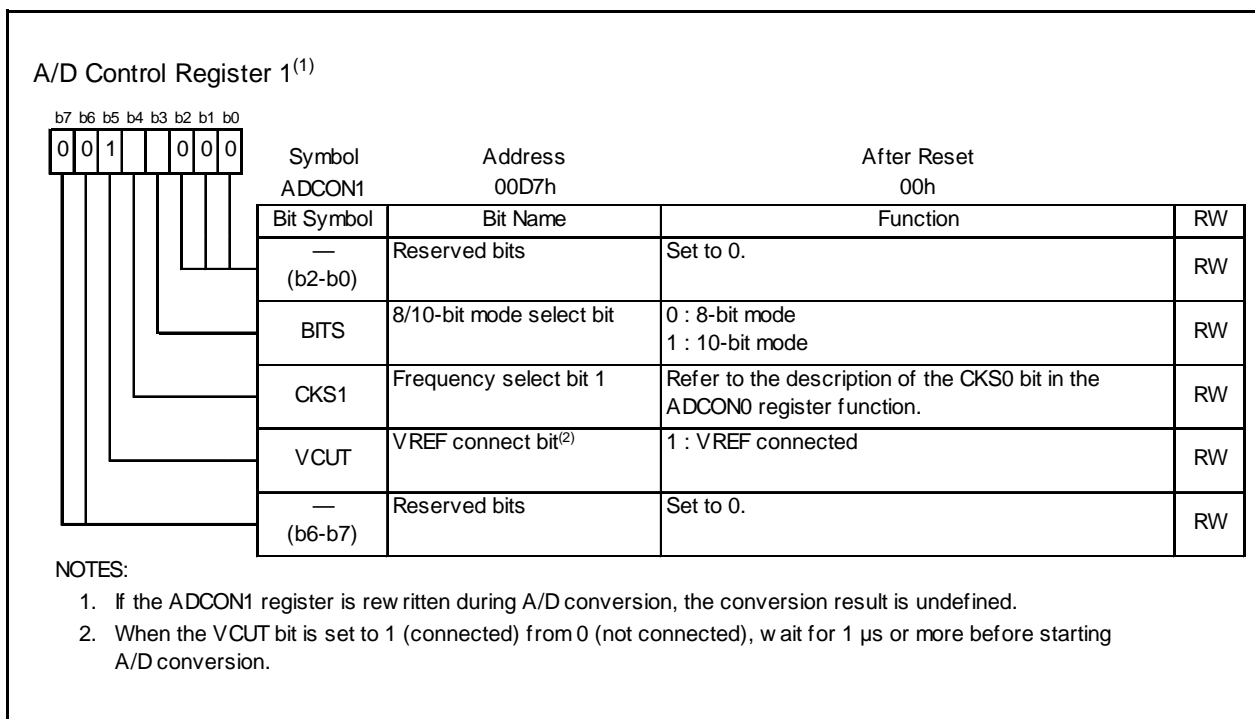 A/D Control Register 1(1)
b7 b6 b5 b4 b3 b2 b1 b0
0 0 1 0 0 0
Symbol Address After Reset
ADCON1 00D7h 00h
Bit Symbol Bit Name Function RW
— (b2-b0) Reserved bits Set to 0. RW
BITS 8/10-bit mode select bit 0 : 8-bit mode
1 : 10-bit mode RW
CKS1 Frequency select bit 1 Refer to the description of the CKS0 bit in the
ADCON0 register function. RW
VCUT VREF connect bit(2) 1 : VREF connected RW
— (b6-b7) Reserved bits Set to 0. RW
NOTES:
1. If the ADCON1 register is rewritten during A/D conversion, the conversion result is undefined.
2. When the VCUT bit is set to 1 (connected) from 0 (not connected), wait for 1 µs or more before starting
A/D conversion.